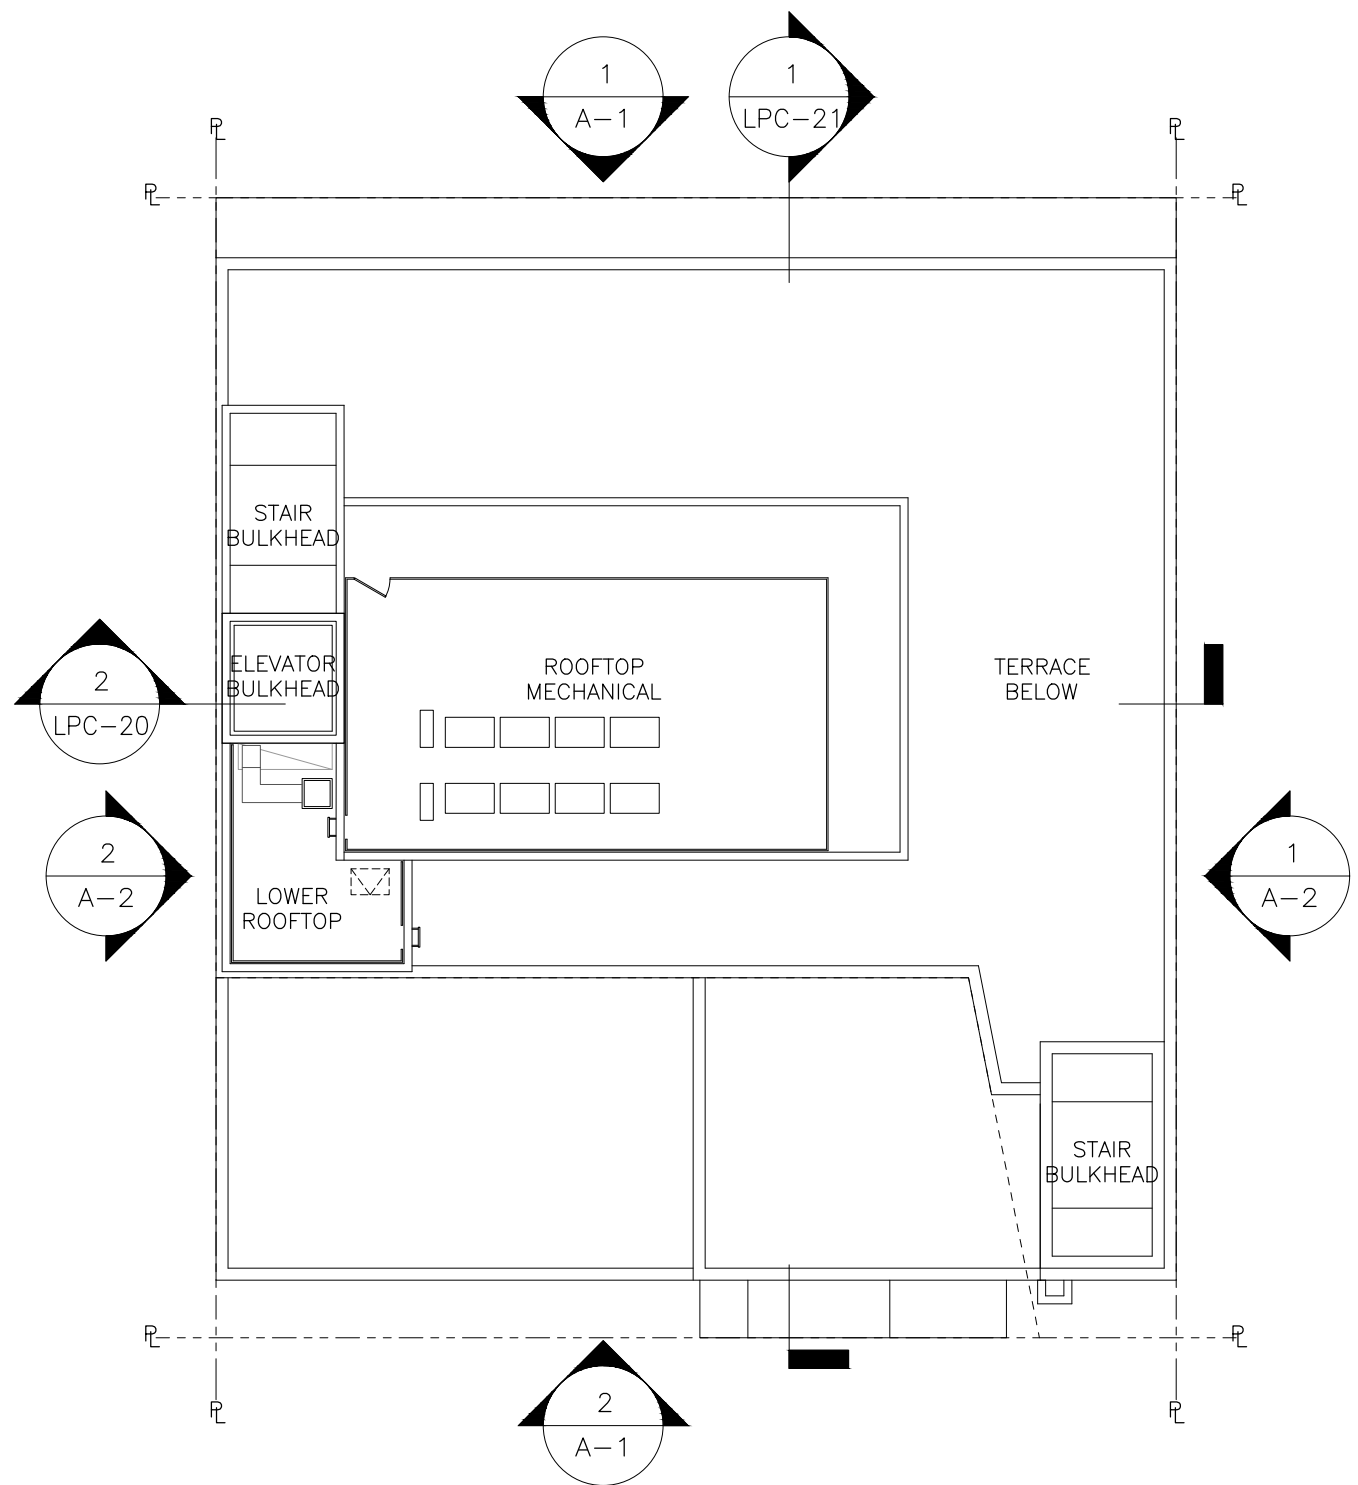 1
A-1
1
LPC-21
PL
PL
PL
PL
STAIR
BULKHEAD
ELEVATOR
BULKHEAD
ROOFTOP
MECHANICAL
TERRACE
BELOW
2
LPC-20
2
A-2
1
A-2
LOWER
ROOFTOP
STAIR
BULKHEAD
PL
PL
PL
PL
2
A-1